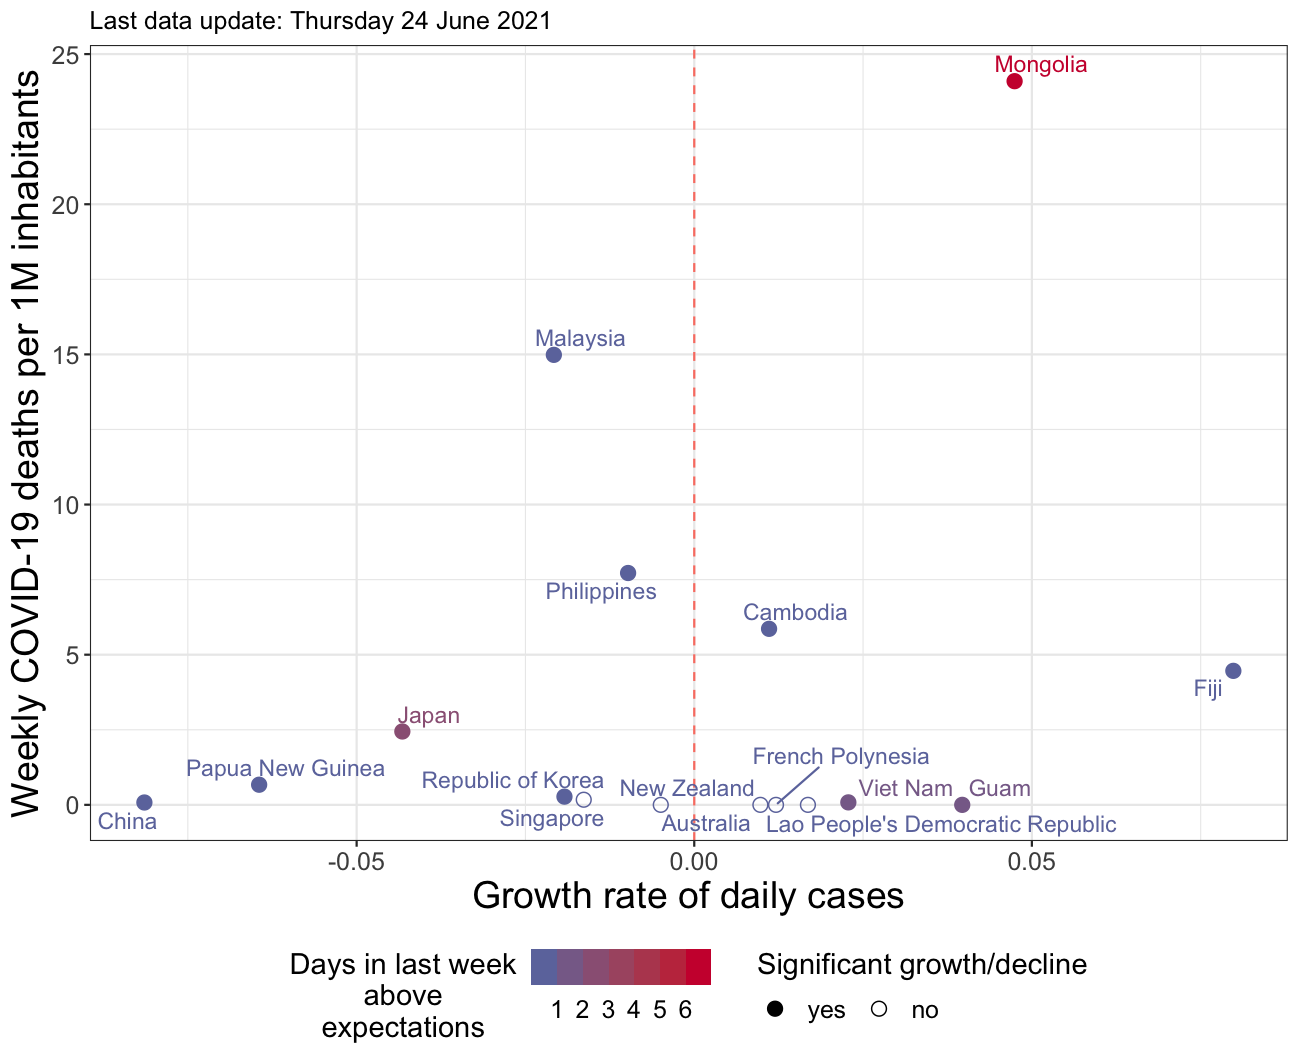 Last data update: Thursday 24 June 2021
Weekly COVID-19 deaths per 1M inhabitants
25
20
15
10
5
0
Mongolia
Malaysia
Philippines
Cambodia
Fiji
Japan
French Polynesia
Papua New Guinea
Republic of Korea
New Zealand
Viet Nam
Guam
China
Singapore
Australia
Lao People's Democratic Republic
-0.05
0.00
0.05
Growth rate of daily cases
Days in last week
above
expectations
1 2 3 4 5 6
Significant growth/decline
yes
no